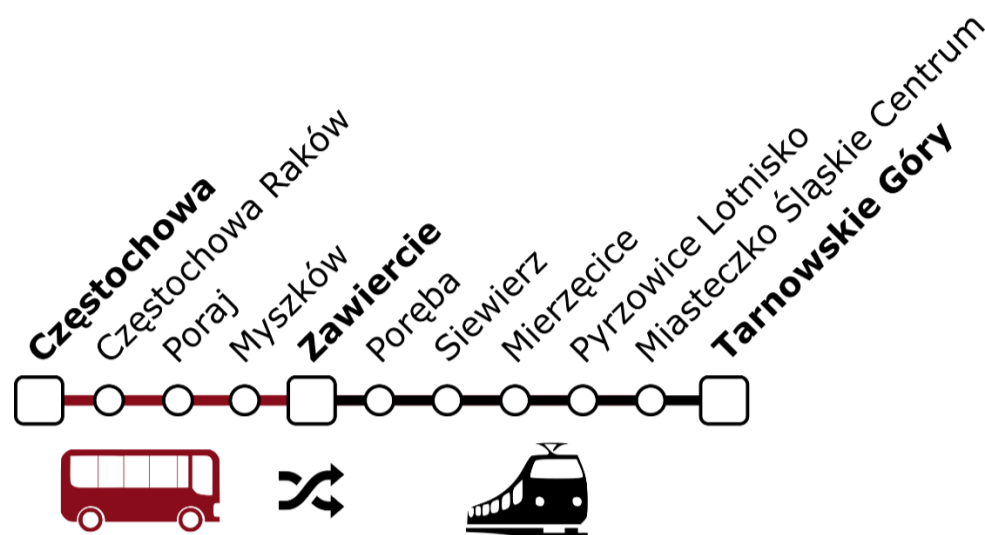 Częstochowa
Częstochowa Raków
Poraj
Myszków
Zawiercie
Poręba
Siewierz
Mierzęcice
Pyrzowice Lotnisko
Miasteczko Śląskie Centrum
Tarnowskie Góry